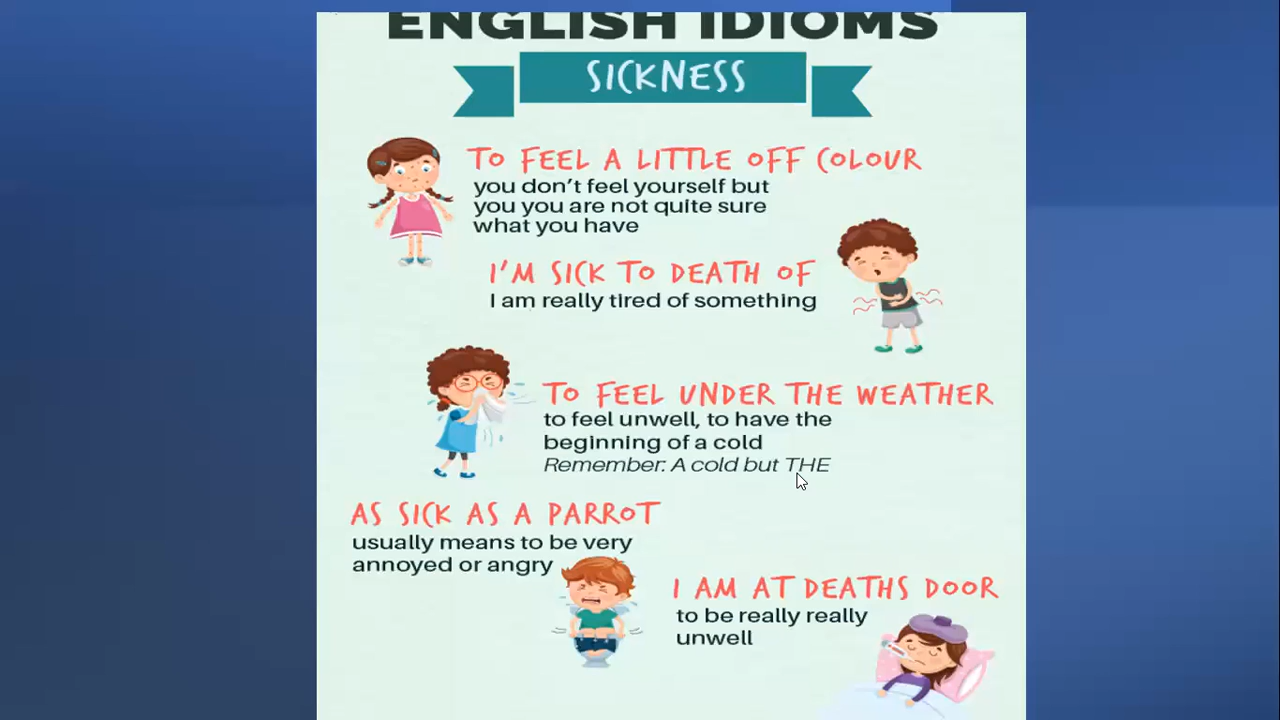 ENGLISH IDIOMS
SICKNESS
TO FEEL A LITTLE OFF COLOUR
you don't feel yourself but
you you are not quite sure
what you have
I'M SICK TO DEATH OF
I am really tired of something
TO FEEL UNDER THE WEATHER
to feel unwell, to have the
beginning of a cold
Remember: A cold but THE
AS SICK AS A PARROT
usually means to be very
annoyed or angry
I AM AT DEATHS DOOR
to be really really
unwell